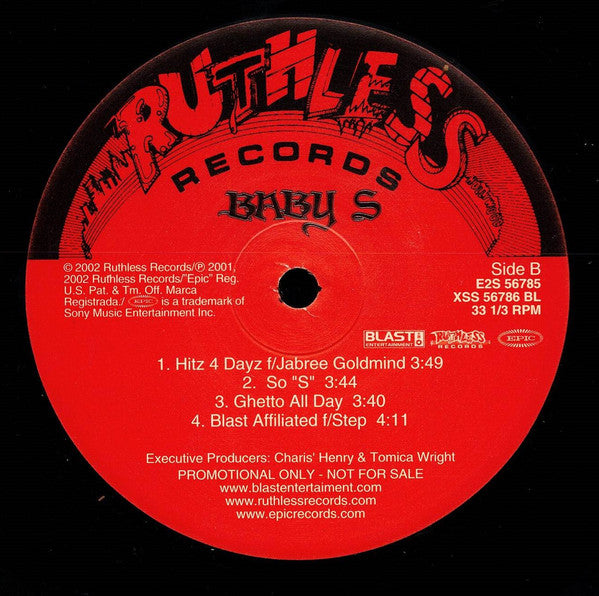 RUTHLESS
RECORDS
BABY S
© 2002 Ruthless Records/℗ 2001,
2002 Ruthless Records/"Epic" Reg.
U.S. Pat. & Tm. Off. Marca
Registrada./ EPIC is a trademark of
Sony Music Entertainment Inc.
Side B
E2S 56785
XSS 56786 BL
33 1/3 RPM
BLAST
ENTERTAINMENT
RUTHLESS
RECORDS
EPIC
1. Hitz 4 Dayz f/Jabree Goldmind 3:49
2. So "S" 3:44
3. Ghetto All Day 3:40
4. Blast Affiliated f/Step 4:11
Executive Producers: Charis' Henry & Tomica Wright
PROMOTIONAL ONLY - NOT FOR SALE
www.blastentertaiment.com
www.ruthlessrecords.com
www.epicrecords.com